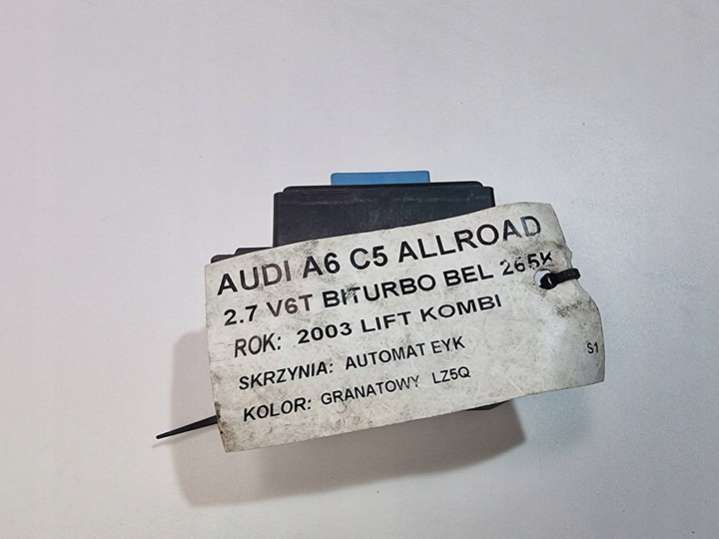 AUDI A6 C5 ALLROAD
2.7 V6T BITURBO BEL 265K
ROK: 2003 LIFT KOMBI
SKRZYNIA: AUTOMAT EYK
KOLOR: GRANATOWY LZ5Q
S1